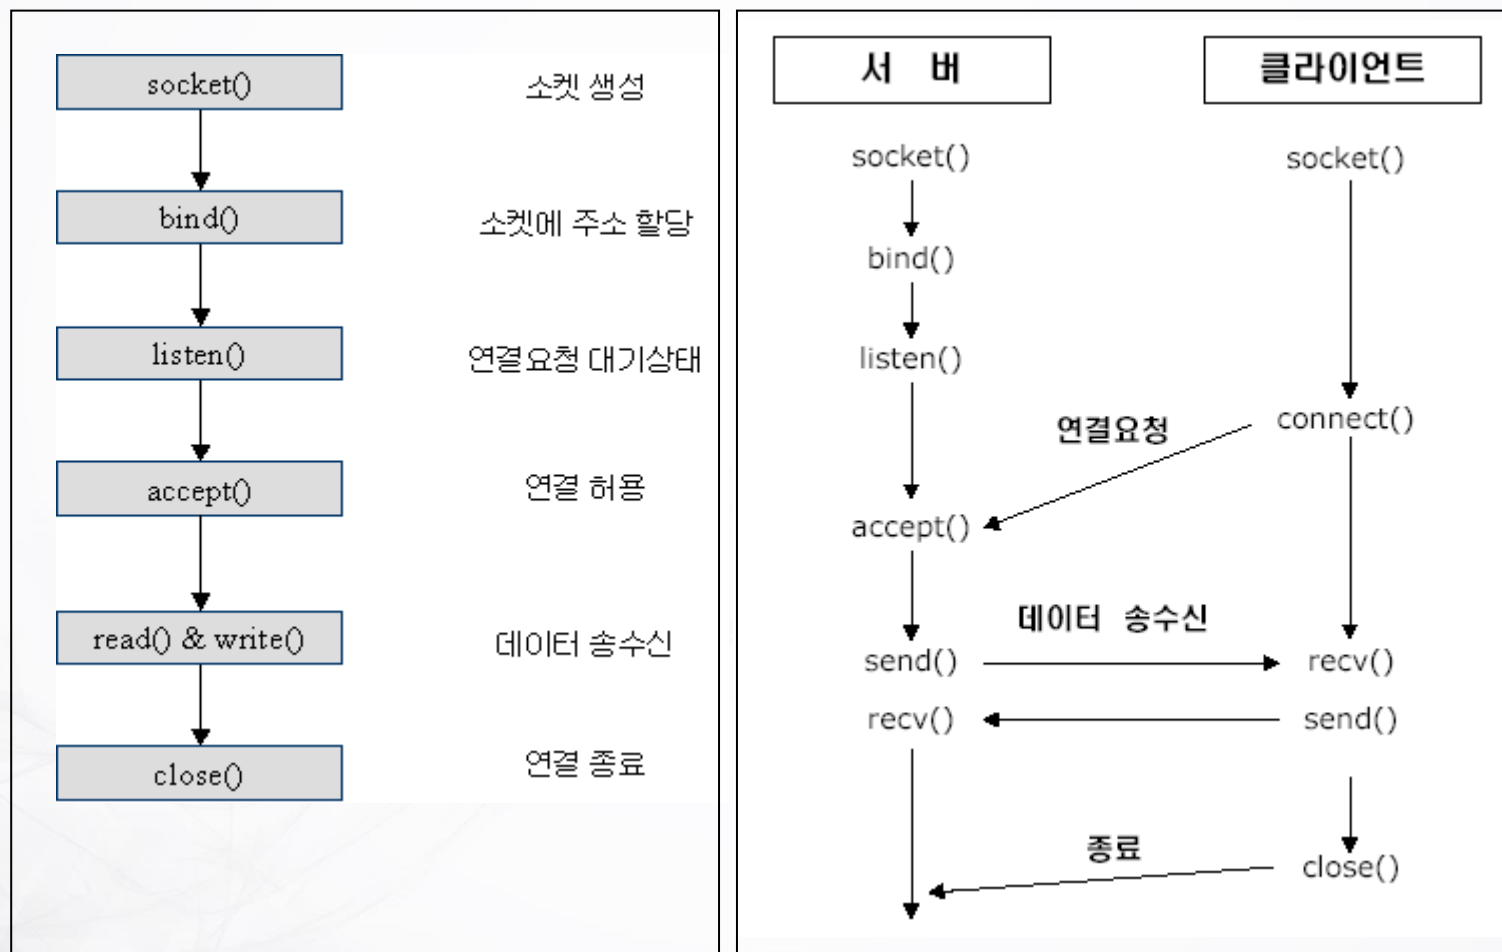 socket() 소켓 생성
bind() 소켓에 주소 할당
listen() 연결요청 대기상태
accept() 연결 허용
read() & write() 데이터 송수신
close() 연결 종료
서 버 클라이언트
socket() socket()
bind()
listen()
connect()
연결요청
accept()
데이터 송수신
send() recv()
recv() send()
종료
close()